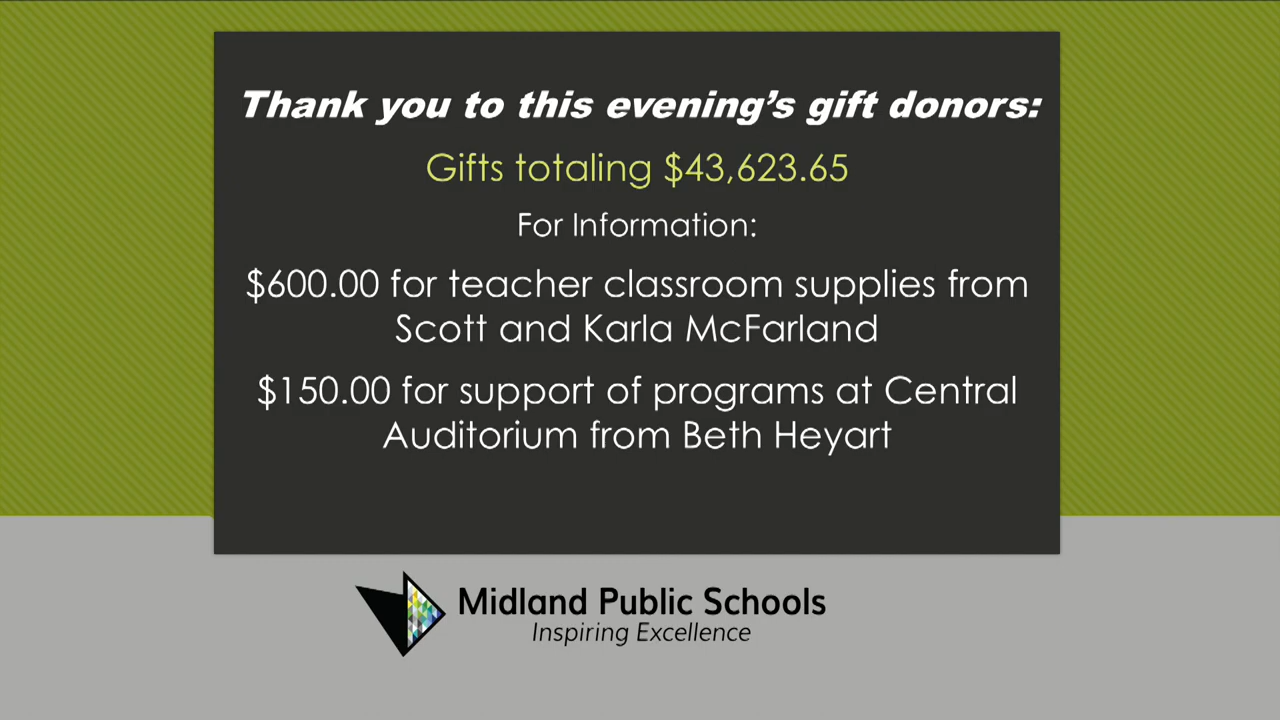 Thank you to this evening’s gift donors:
Gifts totaling $43,623.65
For Information:
$600.00 for teacher classroom supplies from
Scott and Karla McFarland
$150.00 for support of programs at Central
Auditorium from Beth Heyart
Midland Public Schools
Inspiring Excellence